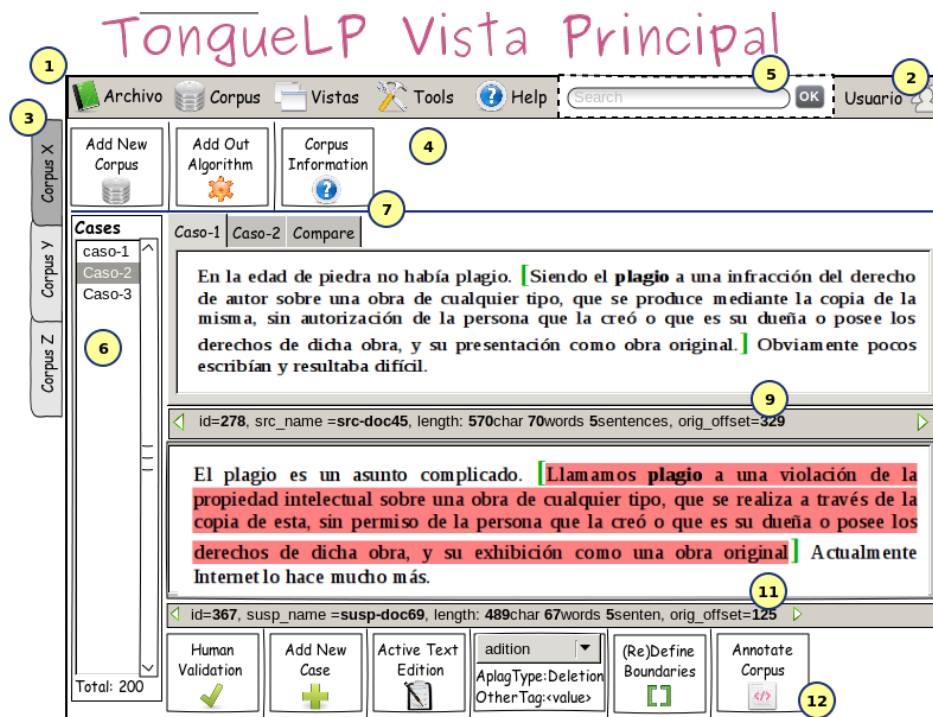 TongueLP Vista Principal
1
5
2
Archivo Corpus Vistas Tools Help Search OK Usuario
3
Corpus X
Corpus Y
Corpus Z
4
Add New
Corpus
Add Out
Algorithm
Corpus
Information
7
Cases
caso-1
Caso-2
Caso-3
6
Total: 200
Caso-1 Caso-2 Compare
En la edad de piedra no había plagio. [Siendo el plagio a una infracción del derecho
de autor sobre una obra de cualquier tipo, que se produce mediante la copia de la
misma, sin autorización de la persona que la creó o que es su dueña o posee los
derechos de dicha obra, y su presentación como obra original.] Obviamente pocos
escribían y resultaba difícil.
9
id=278, src_name =src-doc45, length: 570char 70words 5sentences, orig_offset=329
El plagio es un asunto complicado. [Llamamos plagio a una violación de la
propiedad intelectual sobre una obra de cualquier tipo, que se realiza a través de la
copia de esta, sin permiso de la persona que la creó o que es su dueña o posee los
derechos de dicha obra, y su exhibición como una obra original] Actualmente
Internet lo hace mucho más.
11
id=367, susp_name =susp-doc69, length: 489char 67words 5senten, orig_offset=125
Human
Validation
Add New
Case
Active Text
Edition
adition
AplagType:Deletion
OtherTag:<value>
(Re)Define
Boundaries
[]
Annotate
Corpus
</>
12